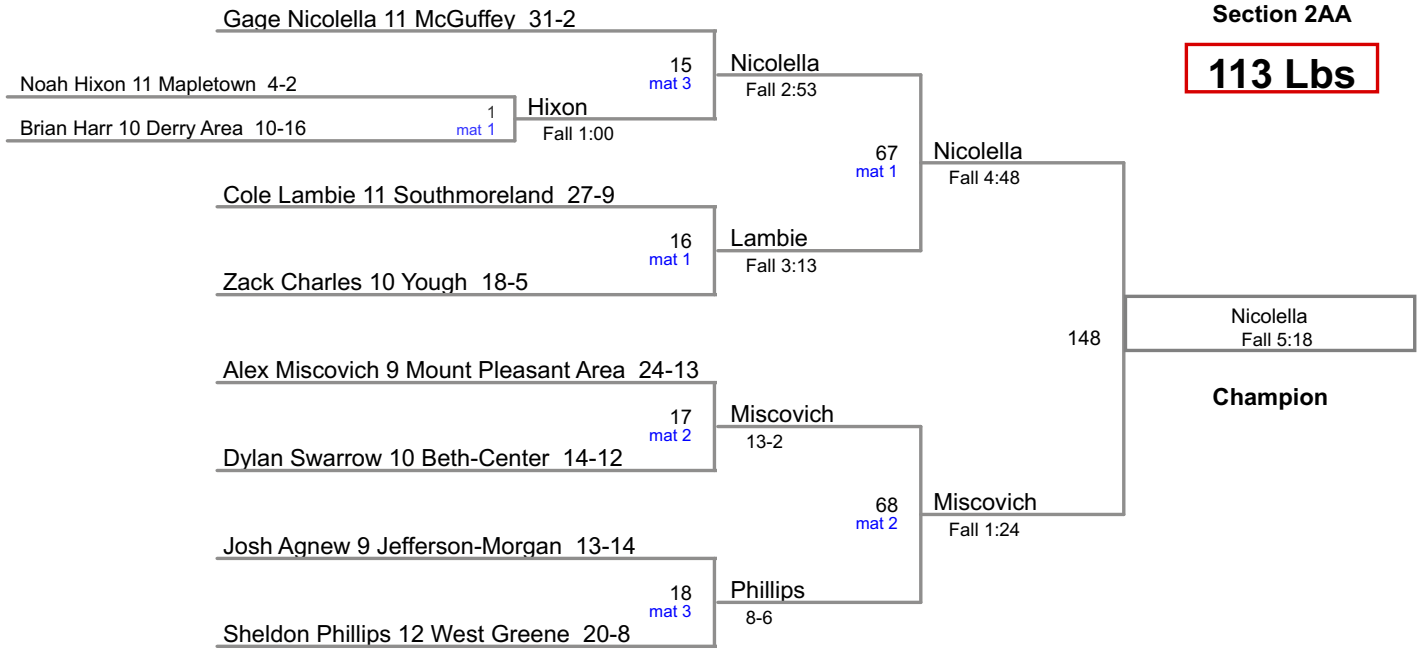 Gage Nicolella 11 McGuffey 31-2
Section 2AA
113 Lbs
15
mat 3
Nicolella
Fall 2:53
Noah Hixon 11 Mapletown 4-2
1
mat 1
Hixon
Fall 1:00
Brian Harr 10 Derry Area 10-16
67
mat 1
Nicolella
Fall 4:48
Cole Lambie 11 Southmoreland 27-9
16
mat 1
Lambie
Fall 3:13
Zack Charles 10 Yough 18-5
148
Nicolella
Fall 5:18
Champion
Alex Miscovich 9 Mount Pleasant Area 24-13
17
mat 2
Miscovich
13-2
Dylan Swarrow 10 Beth-Center 14-12
68
mat 2
Miscovich
Fall 1:24
Josh Agnew 9 Jefferson-Morgan 13-14
18
mat 3
Phillips
8-6
Sheldon Phillips 12 West Greene 20-8